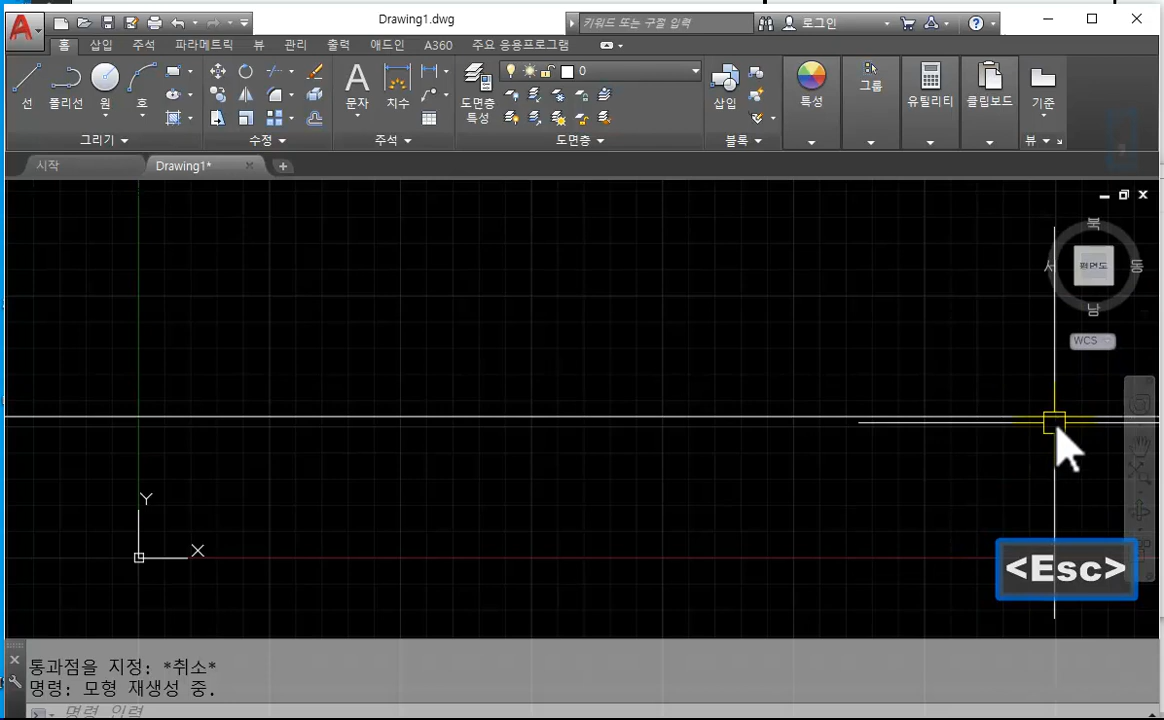 Drawing1.dwg
키워드 또는 구절 입력
로그인
홈 삽입 주석 파라메트릭 뷰 관리 출력 애드인 A360 주요 응용프로그램
0
선 폴리선 원 호 문자 치수 도면층 특성 삽입 특성 그룹 유틸리티 클립보드 기준
그리기 수정 주석 도면층 블록 뷰
시작 Drawing1*
북
서 평면도 동
남
WCS
Y
X
<Esc>
통과점을 지정: *취소*
명령: 모형 재생성 중.
명령 입력